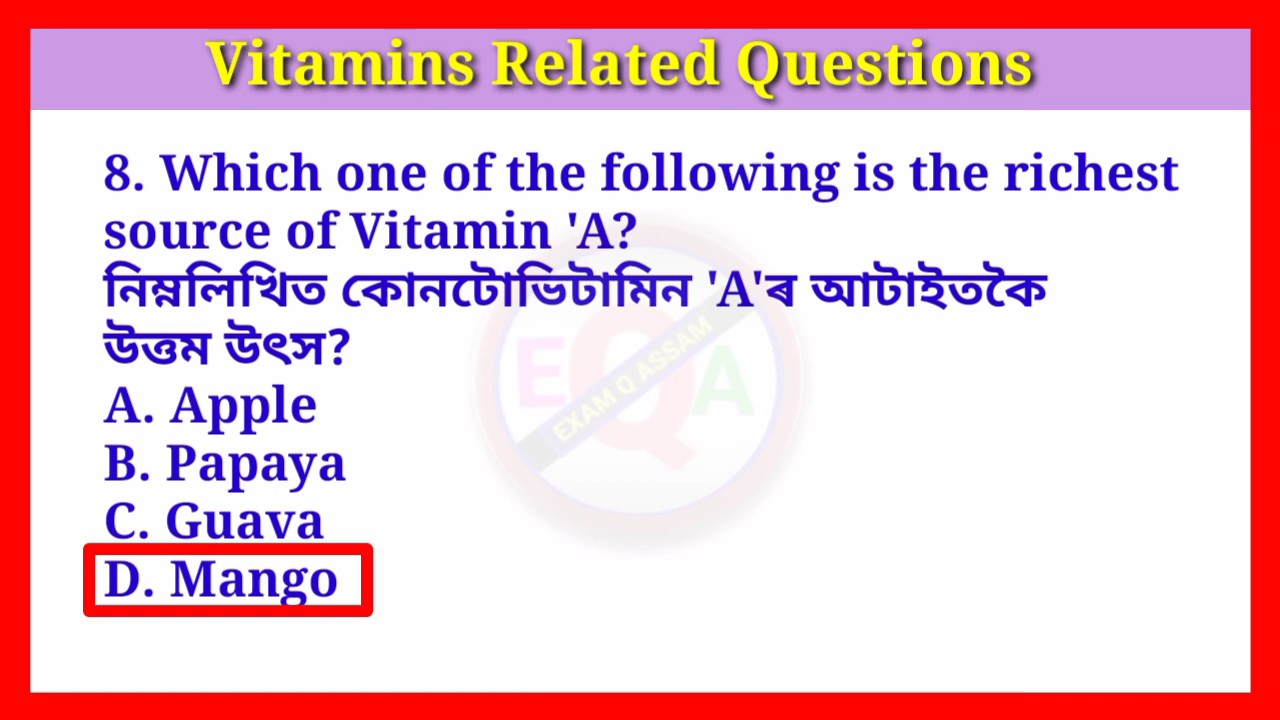 Vitamins Related Questions
8. Which one of the following is the richest
source of Vitamin 'A?
নিম্নলিখিত কোনটোভিটামিন 'A'ৰ আটাইতকৈ
উত্তম উৎস?
A. Apple
B. Papaya
C. Guava
D. Mango
EQA
EXAM Q ASSAM